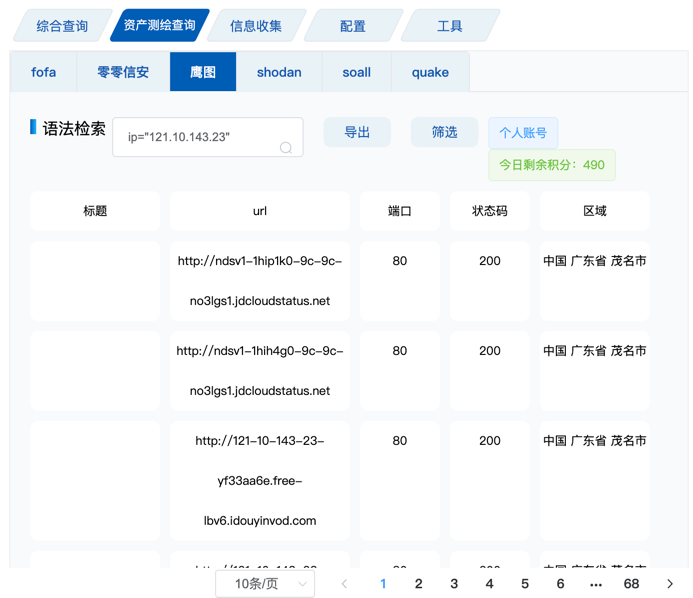 综合查询 资产测绘查询 信息收集 配置 工具
fofa 零零信安 鹰图 shodan soall quake
语法检索 ip="121.10.143.23" 导出 筛选 个人账号
今日剩余积分：490
标题 url 端口 状态码 区域
http://ndsv1-1hip1k0-9c-9c- 80 200 中国 广东省 茂名市
no3lgs1.jdcloudstatus.net
http://ndsv1-1hih4g0-9c-9c- 80 200 中国 广东省 茂名市
no3lgs1.jdcloudstatus.net
http://121-10-143-23- 80 200 中国 广东省 茂名市
yf33aa6e.free-
lbv6.idouyinvod.com
10条/页 1 2 3 4 5 6 ... 68